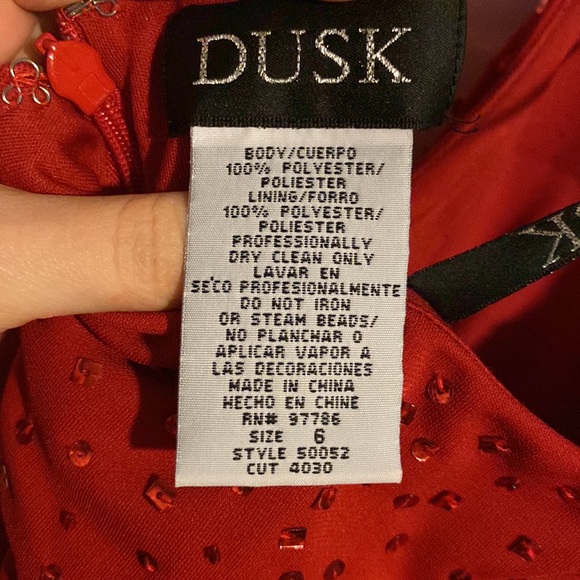 DUSK
BODY/CUERPO
100% POLYESTER/
POLIESTER
LINING/FORRO
100% POLYESTER/
POLIESTER
PROFESSIONALLY
DRY CLEAN ONLY
LAVAR EN
SECO PROFESIONALMENTE
DO NOT IRON
OR STEAM BEADS/
NO PLANCHAR O
APLICAR VAPOR A
LAS DECORACIONES
MADE IN CHINA
HECHO EN CHINE
RN# 97786
SIZE 6
STYLE 50052
CUT 4030